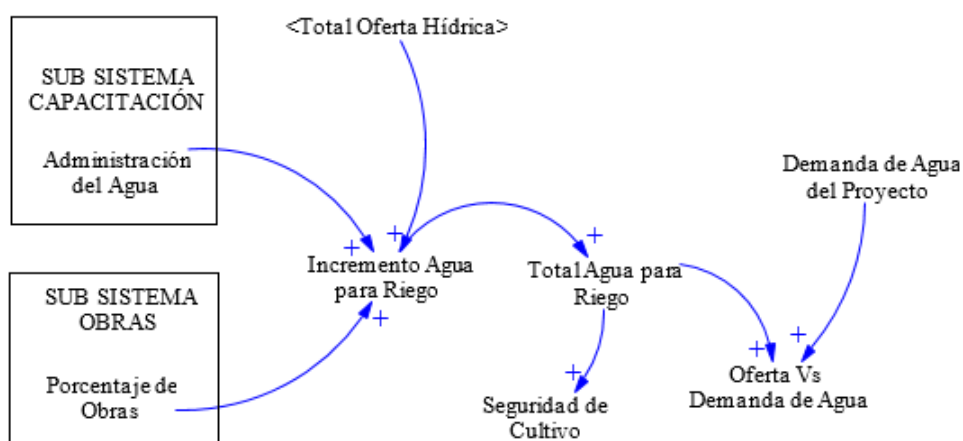 <Total Oferta Hídrica>
SUB SISTEMA
CAPACITACIÓN
Administración
del Agua
Demanda de Agua
del Proyecto
+
+
+
Incremento Agua
para Riego
+
Total Agua para
Riego
SUB SISTEMA
OBRAS
Porcentaje de
Obras
+
+
+
Oferta Vs
Demanda de Agua
Seguridad de
Cultivo